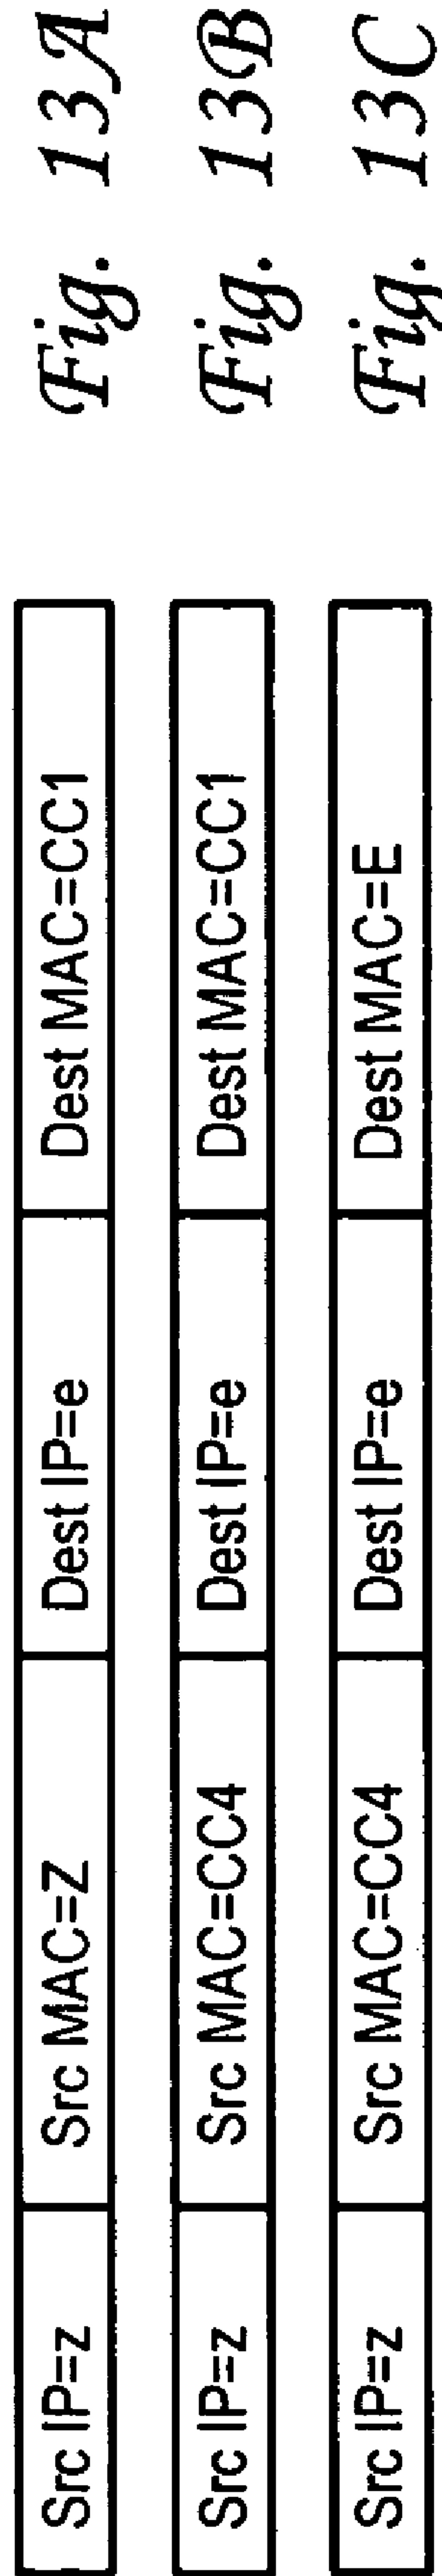 Src IP=z Src MAC=Z Dest IP=e Dest MAC=CC1 Fig. 13A
Src IP=z Src MAC=CC4 Dest IP=e Dest MAC=CC1 Fig. 13B
Src IP=z Src MAC=CC4 Dest IP=e Dest MAC=E Fig. 13C